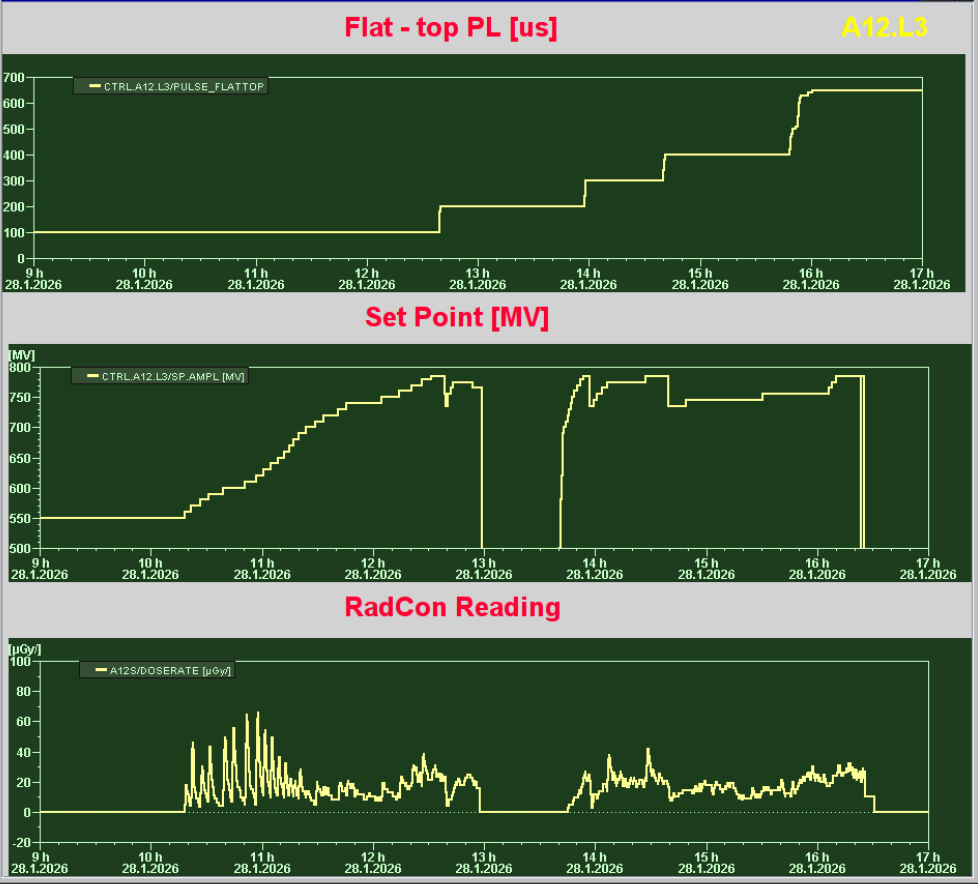 Flat - top PL [us]
A12.L3
CTRL.A12.L3/PULSE_FLATTOP
700
600
500
400
300
200
100
0
9 h 10 h 11 h 12 h 13 h 14 h 15 h 16 h 17 h
28.1.2026 28.1.2026 28.1.2026 28.1.2026 28.1.2026 28.1.2026 28.1.2026 28.1.2026 28.1.2026
Set Point [MV]
[MV]
CTRL.A12.L3/SP.AMPL [MV]
800
750
700
650
600
550
500
9 h 10 h 11 h 12 h 13 h 14 h 15 h 16 h 17 h
28.1.2026 28.1.2026 28.1.2026 28.1.2026 28.1.2026 28.1.2026 28.1.2026 28.1.2026 28.1.2026
RadCon Reading
[µGy/]
A12S/DOSERATE [µGy/]
100
80
60
40
20
0
-20
9 h 10 h 11 h 12 h 13 h 14 h 15 h 16 h 17 h
28.1.2026 28.1.2026 28.1.2026 28.1.2026 28.1.2026 28.1.2026 28.1.2026 28.1.2026 28.1.2026